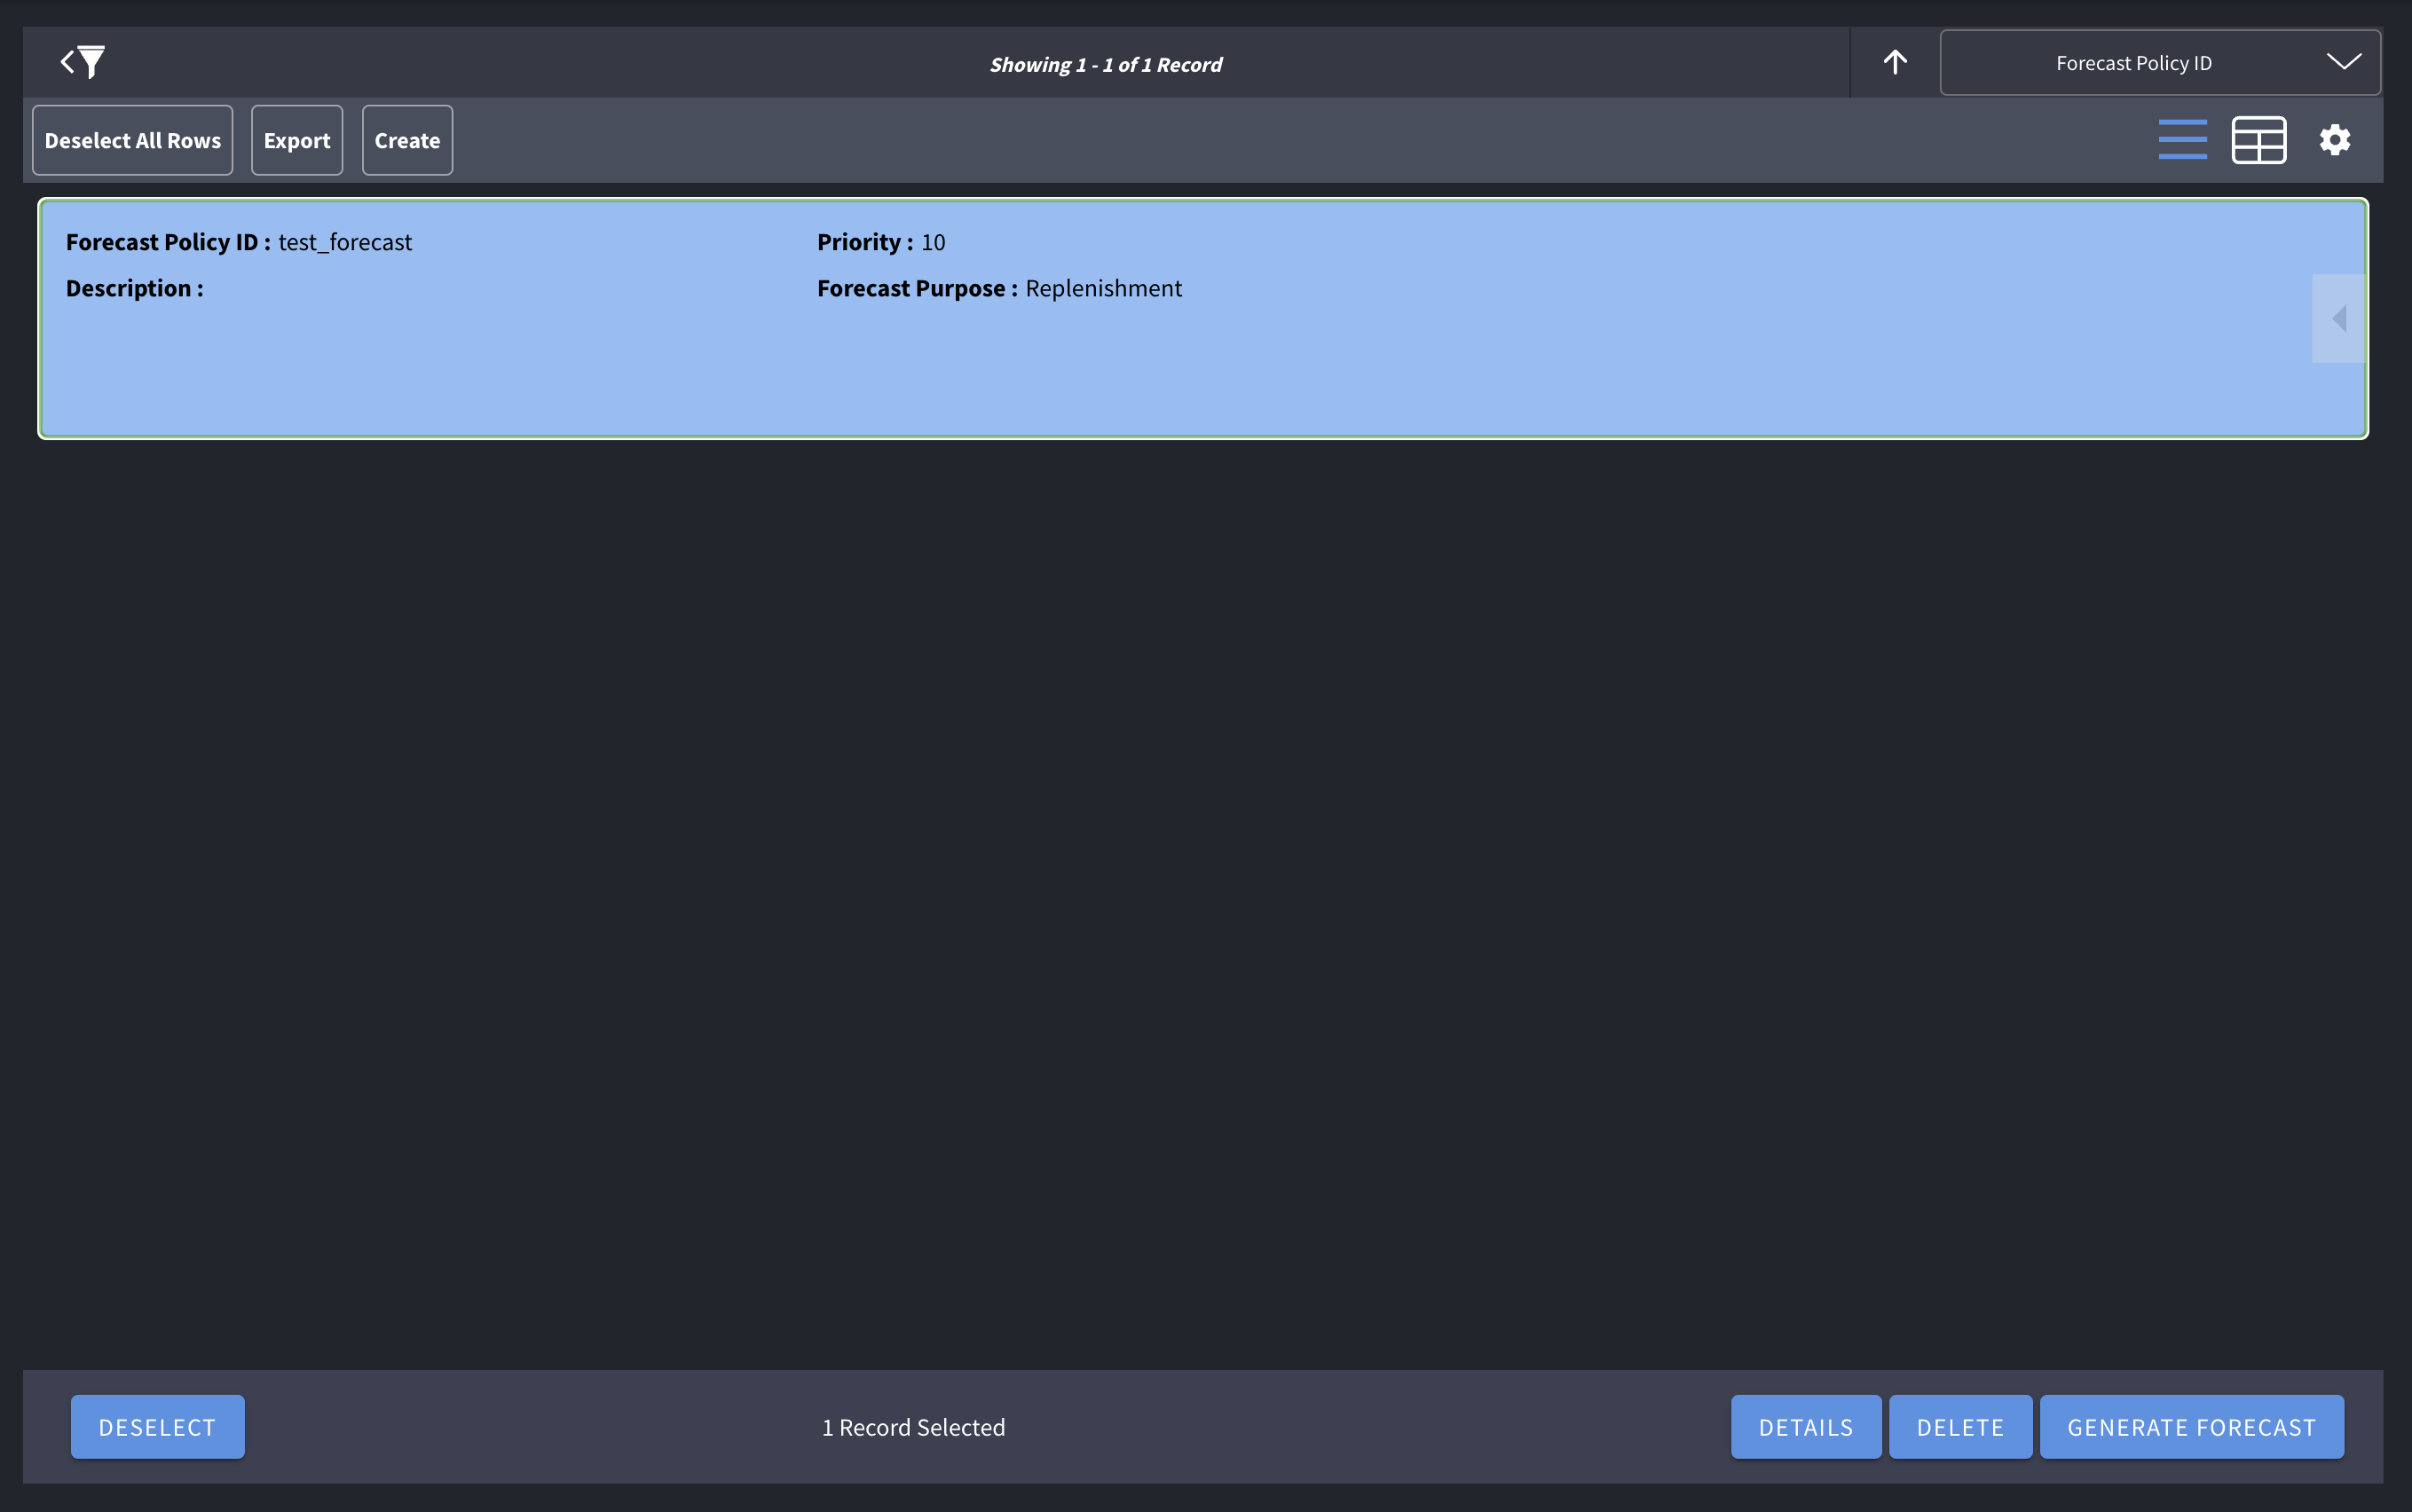 Showing 1 - 1 of 1 Record
Forecast Policy ID
Deselect All Rows
Export
Create
Forecast Policy ID : test_forecast
Priority : 10
Description :
Forecast Purpose : Replenishment
DESELECT
1 Record Selected
DETAILS
DELETE
GENERATE FORECAST